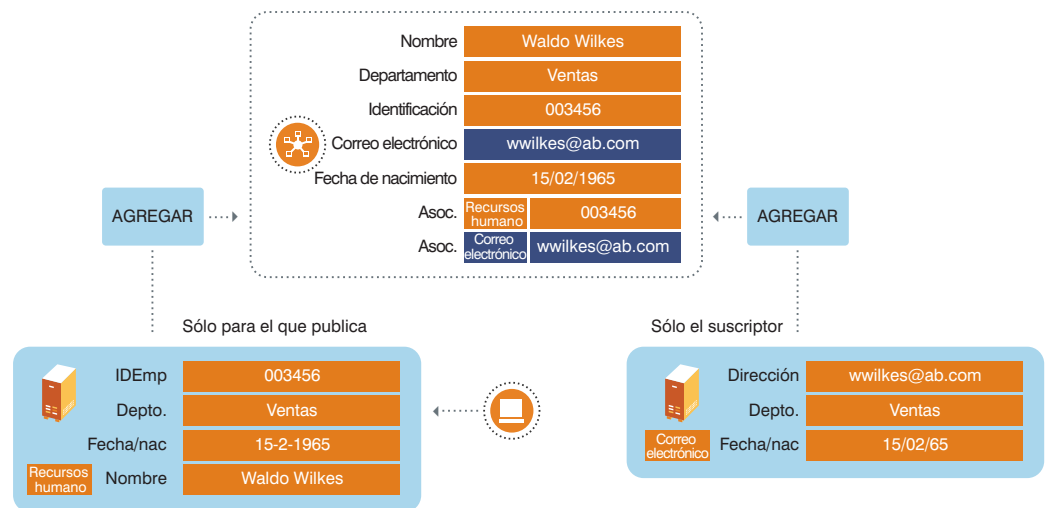 Nombre Waldo Wilkes
Departamento Ventas
Identificación 003456
Correo electrónico wwilkes@ab.com
Fecha de nacimiento 15/02/1965
Asoc. Recursos humano 003456
Asoc. Correo electrónico wwilkes@ab.com
AGREGAR
AGREGAR
Sólo para el que publica
Sólo el suscriptor
IDEmp 003456
Depto. Ventas
Fecha/nac 15-2-1965
Recursos humano Nombre Waldo Wilkes
Dirección wwilkes@ab.com
Depto. Ventas
Correo electrónico Fecha/nac 15/02/65